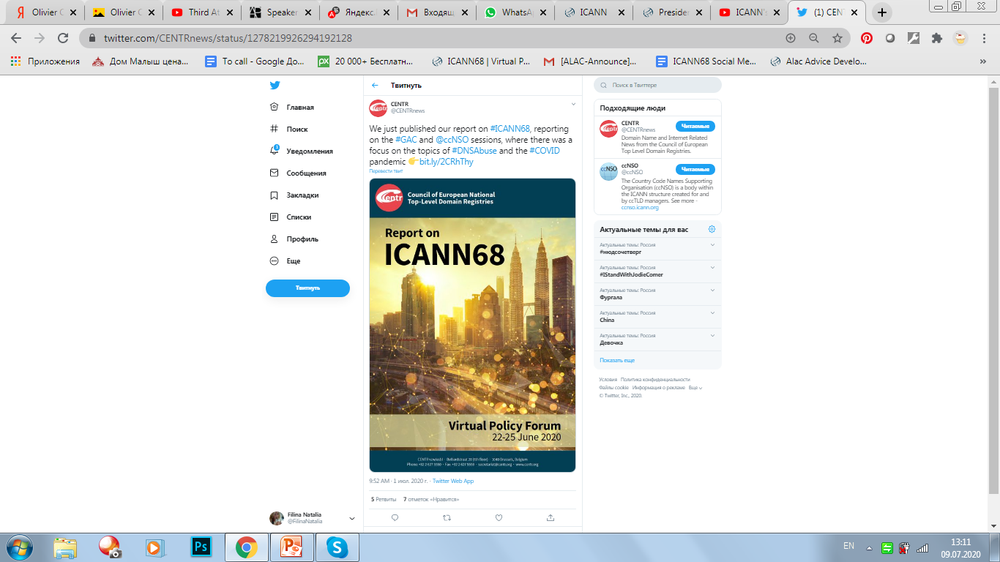 Olivier C
Olivier C
Third At
Speaker
Яндекс.
Входящ
WhatsA
ICANN
Presiden
ICANN's
(1) CEN
twitter.com/CENTRnews/status/1278219926294192128
Приложения
Дом Малыш цена...
To call - Google До...
20 000+ Бесплатн...
ICANN68 | Virtual P...
[ALAC-Announce]...
ICANN68 Social Me...
Alac Advice Develo...
»
Главная
Поиск
1
Уведомления
Сообщения
Закладки
Списки
Профиль
Еще
Твитнуть
Filina Natalia
@FilinaNatalia
Твитнуть
CENTR
@CENTRnews
We just published our report on #ICANN68, reporting
on the #GAC and @ccNSO sessions, where there was a
focus on the topics of #DNSAbuse and the #COVID
pandemic 👉bit.ly/2CRhThy
Перевести твит
Centr
Council of European National
Top-Level Domain Registries
Report on
ICANN68
Virtual Policy Forum
22-25 June 2020
CENTR vzw/asbl · Belliardstraat 20 (6th floor) · 1040 Brussels, Belgium
Phone: +32 2 627 5550 · Fax: +32 2 627 5559 · secretariat@centr.org · www.centr.org
9:52 AM · 1 июл. 2020 г. · Twitter Web App
5 Ретвиты 7 отметок «Нравится»
Поиск в Твиттере
Подходящие люди
CENTR
@CENTRnews
Читаемые
Domain Name and Internet Related
News from the Council of European
Top Level Domain Registries.
ccNSO
ccNSO
@ccNSO
Читаемые
The Country Code Names Supporting
Organisation (ccNSO) is a body within
the ICANN structure created for and
by ccTLD managers. See more -
ccnso.icann.org
Актуальные темы для вас
Актуальные темы: Россия
#нюдсочетверг
Актуальные темы: Россия
#IStandWithJodieComer
Актуальные темы: Россия
Фургала
Актуальные темы: Россия
China
Актуальные темы: Россия
Девочка
Показать еще
Условия Политика конфиденциальности
Файлы cookie Информация о рекламе Еще
© Twitter, Inc., 2020.
Ps
EN
13:11
09.07.2020